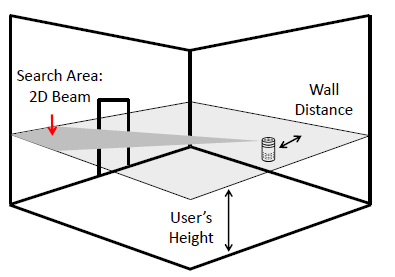 Search Area:
2D Beam
Wall
Distance
User's
Height